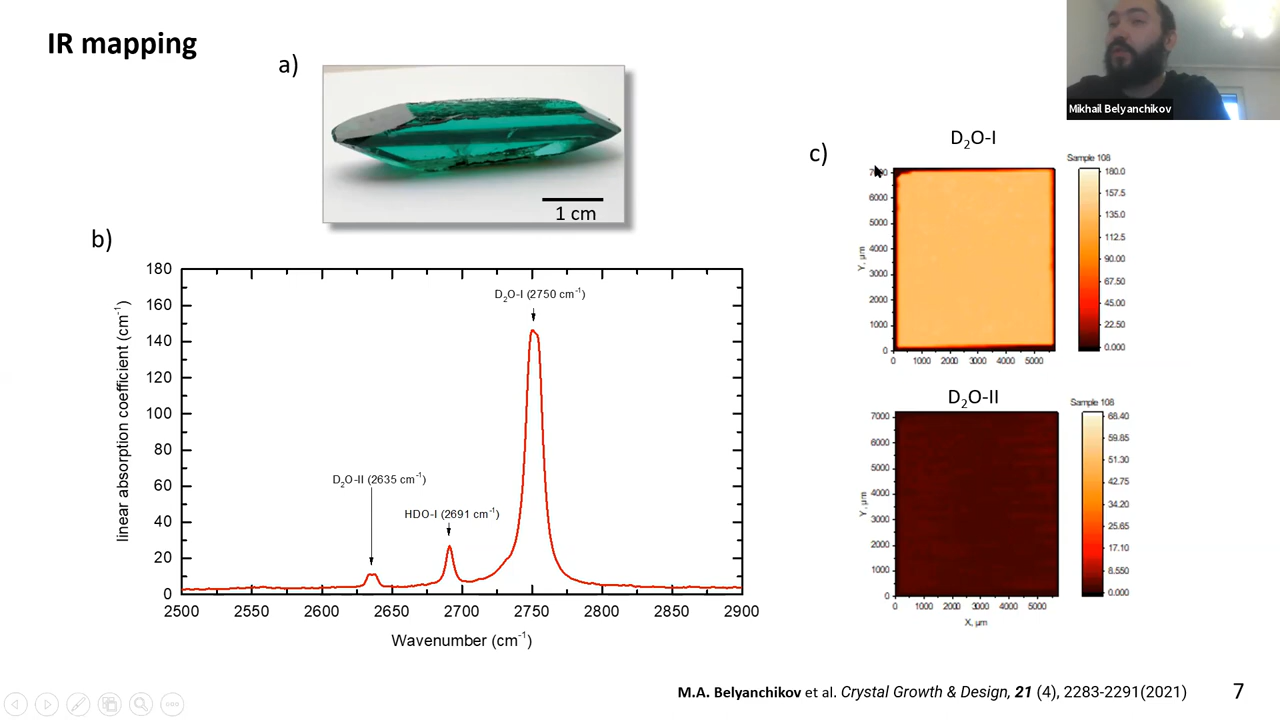 IR mapping
a)
1 cm
Mikhail Belyanchikov
b)
linear absorption coefficient (cm-1)
180
160
140
120
100
80
60
40
20
0
2500 2550 2600 2650 2700 2750 2800 2850 2900
Wavenumber (cm-1)
D2O-I (2750 cm-1)
D2O-II (2635 cm-1)
HDO-I (2691 cm-1)
c)
D2O-I
Sample 108
6000
5000
4000
3000
2000
1000
0
Y, μm
0 1000 2000 3000 4000 5000
180.0
157.5
135.0
112.5
90.00
67.50
45.00
22.50
0.000
D2O-II
Sample 108
7000
6000
5000
4000
3000
2000
1000
0
Y, μm
0 1000 2000 3000 4000 5000
X, μm
68.40
59.85
51.30
42.75
34.20
25.65
17.10
8.550
0.000
M.A. Belyanchikov et al. Crystal Growth & Design, 21 (4), 2283-2291(2021)
7